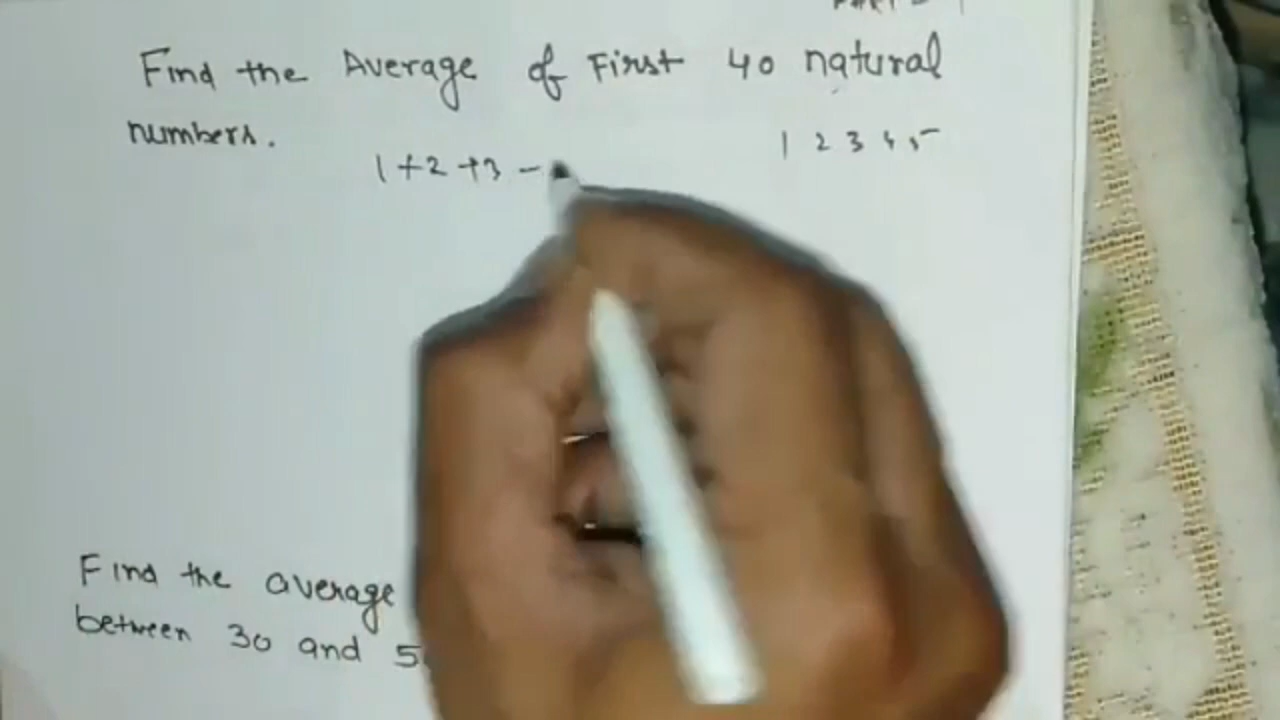 Find the Average of First 40 natural
numbers.
1 2 3 4 5
1 + 2 + 3 -
Find the average
between 30 and